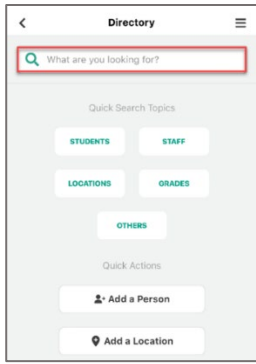 Directory
What are you looking for?
Quick Search Topics
STUDENTS STAFF
LOCATIONS GRADES
OTHERS
Quick Actions
Add a Person
Add a Location